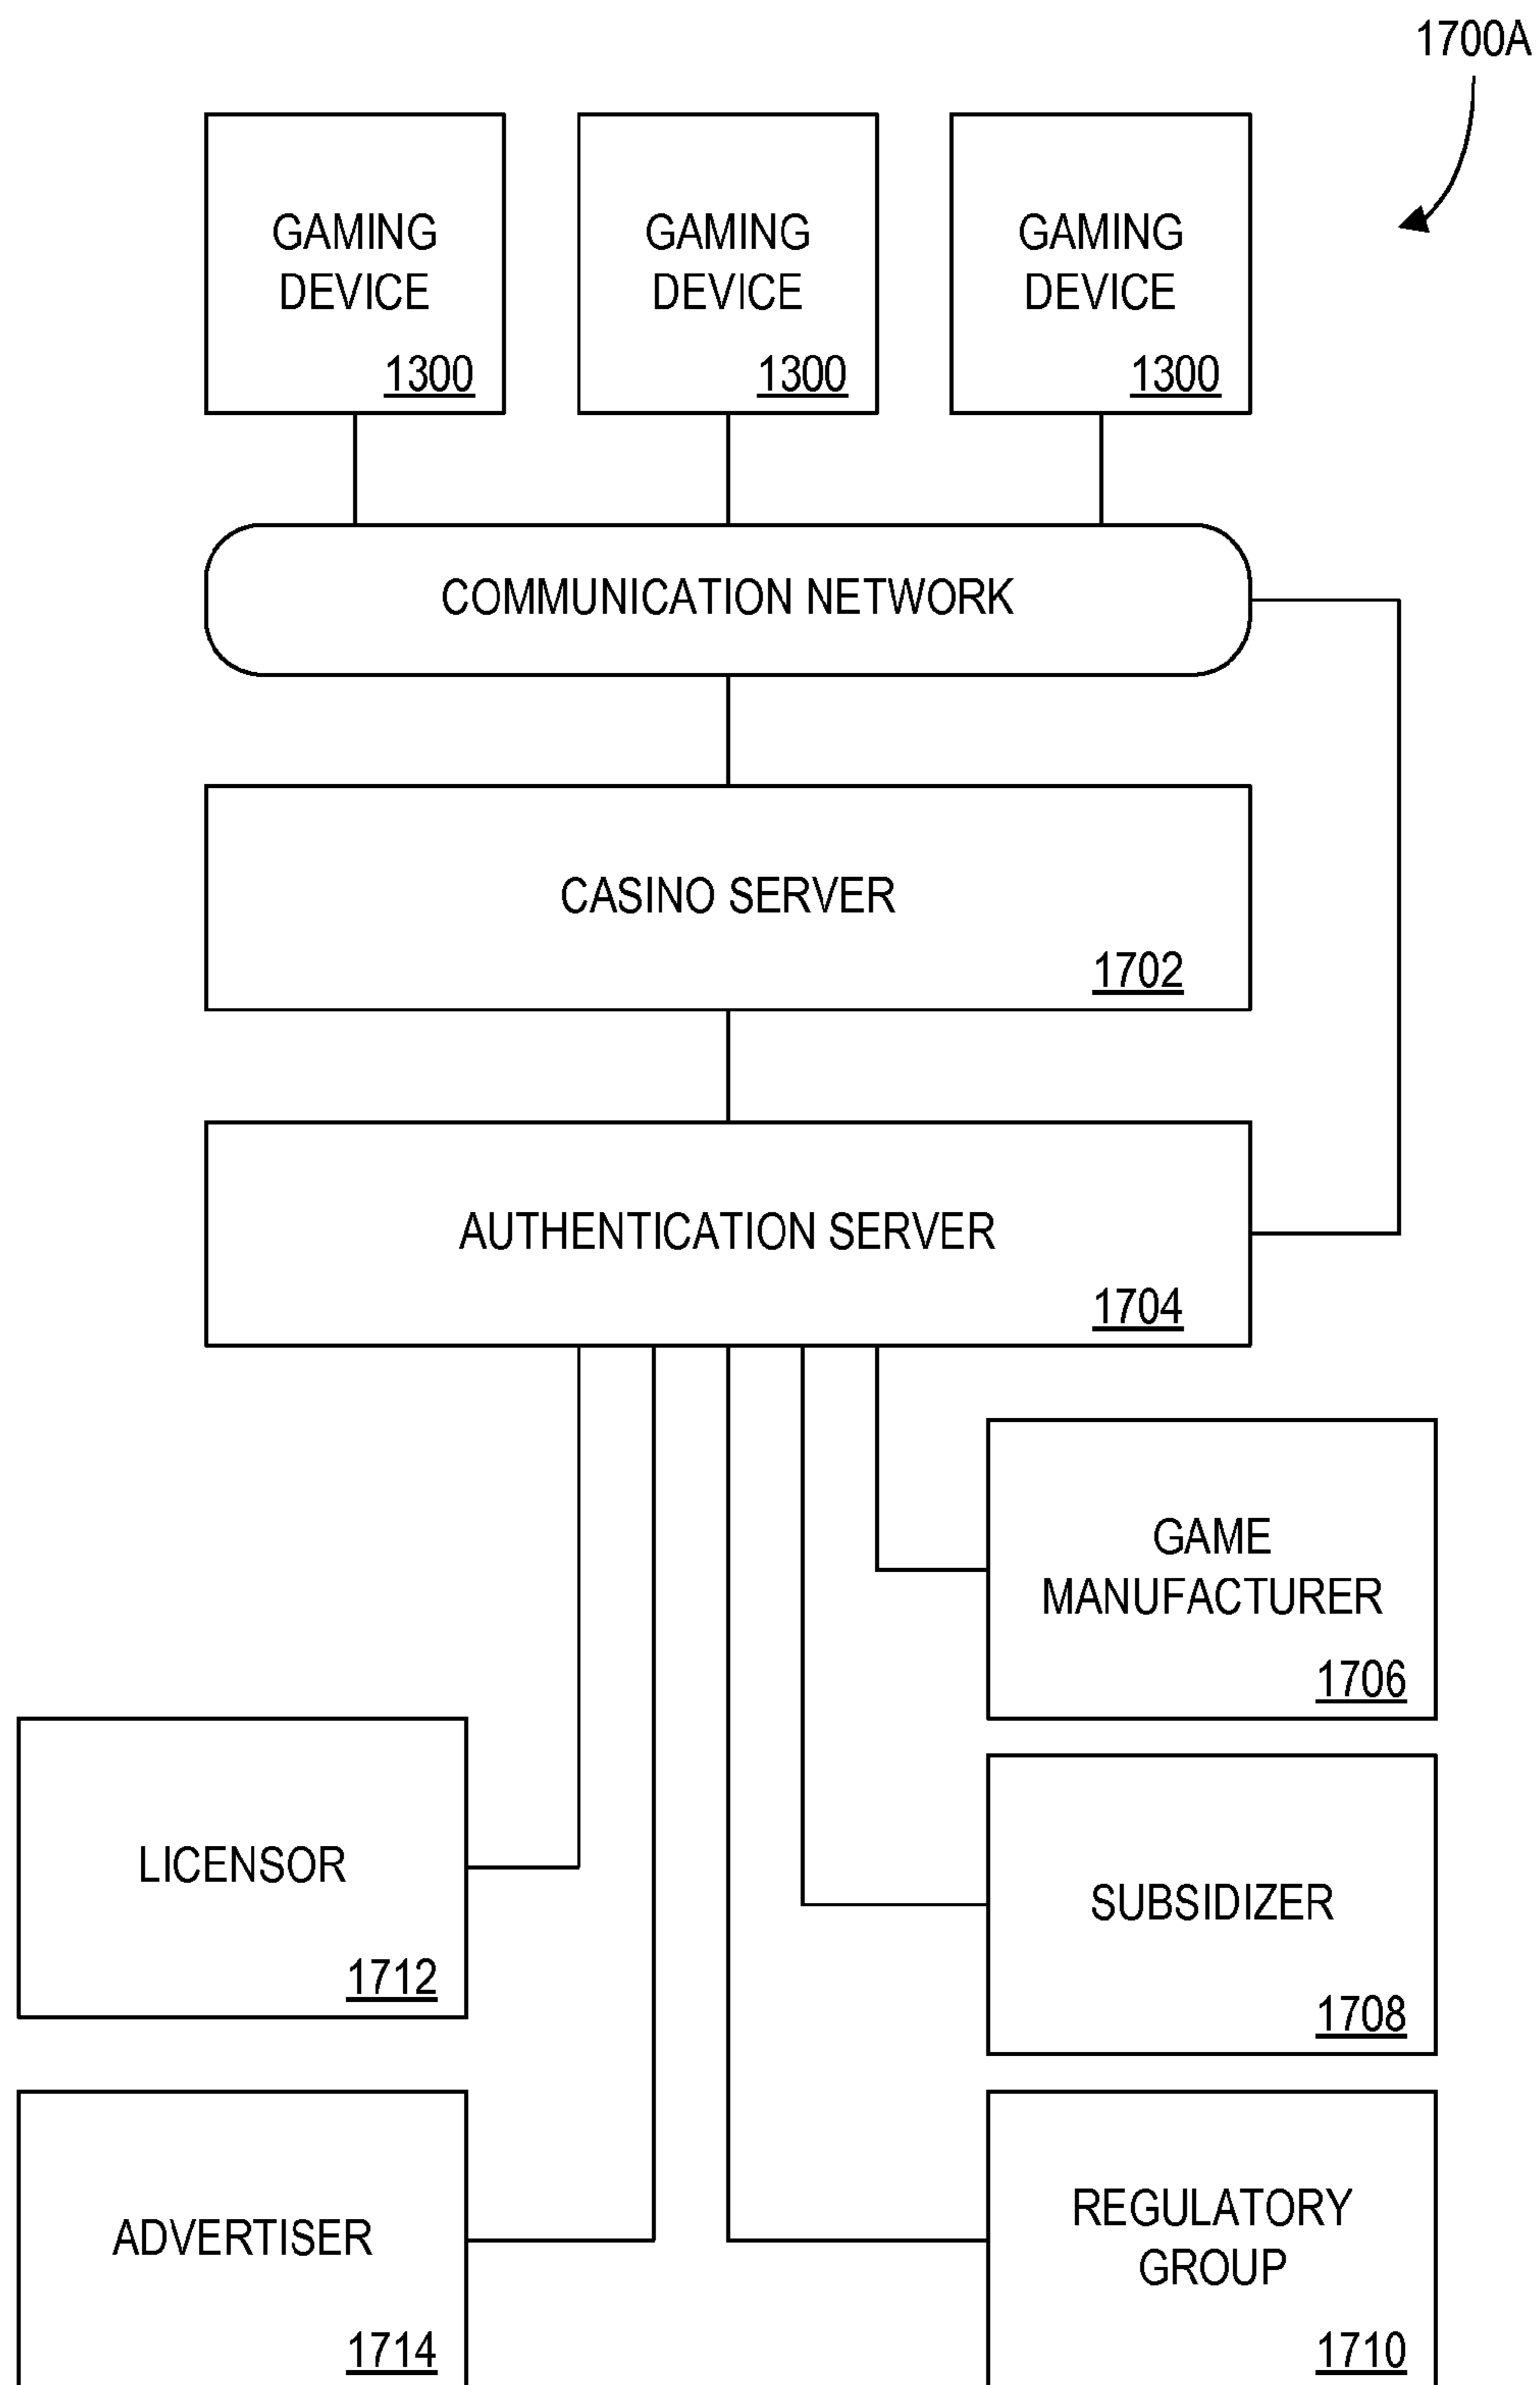 1700A
GAMING
DEVICE
1300
GAMING
DEVICE
1300
GAMING
DEVICE
1300
COMMUNICATION NETWORK
CASINO SERVER
1702
AUTHENTICATION SERVER
1704
GAME
MANUFACTURER
1706
LICENSOR
1712
SUBSIDIZER
1708
ADVERTISER
1714
REGULATORY
GROUP
1710